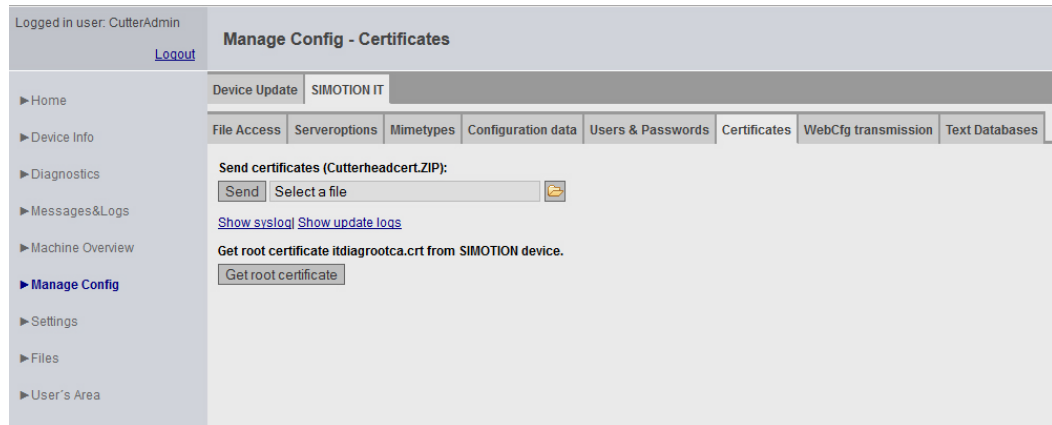 Logged in user: CutterAdmin
Logout
Manage Config - Certificates
►Home
►Device Info
►Diagnostics
►Messages&Logs
►Machine Overview
►Manage Config
►Settings
►Files
►User´s Area
Device Update SIMOTION IT
File Access Serveroptions Mimetypes Configuration data Users & Passwords Certificates WebCfg transmission Text Databases
Send certificates (Cutterheadcert.ZIP):
Send Select a file
Show syslog| Show update logs
Get root certificate itdiagrootca.crt from SIMOTION device.
Get root certificate